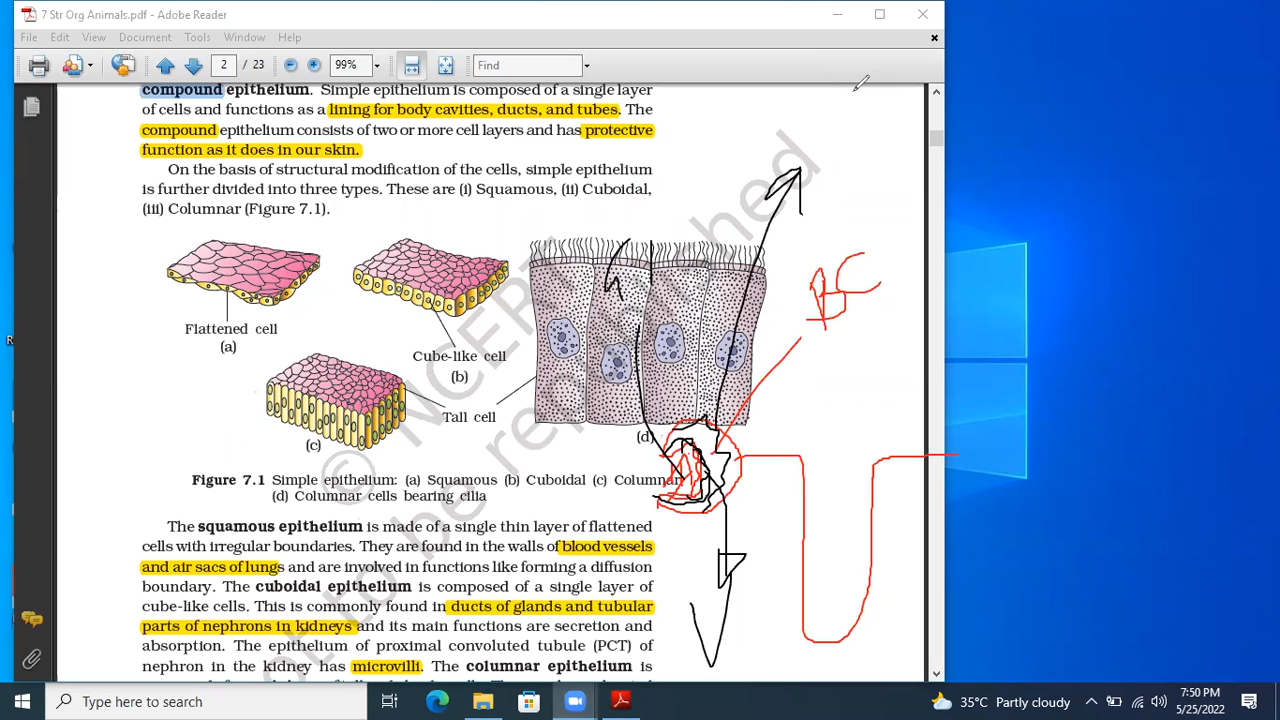 7 Str Org Animals.pdf - Adobe Reader
File Edit View Document Tools Window Help
2 / 23 99% Find
compound epithelium. Simple epithelium is composed of a single layer
of cells and functions as a lining for body cavities, ducts, and tubes. The
compound epithelium consists of two or more cell layers and has protective
function as it does in our skin.
On the basis of structural modification of the cells, simple epithelium
is further divided into three types. These are (i) Squamous, (ii) Cuboidal,
(iii) Columnar (Figure 7.1).
BC
Flattened cell
(a)
Cube-like cell
(b)
Tall cell
(c)
(d)
Figure 7.1 Simple epithelium: (a) Squamous (b) Cuboidal (c) Columnar
(d) Columnar cells bearing cilia
The squamous epithelium is made of a single thin layer of flattened
cells with irregular boundaries. They are found in the walls of blood vessels
and air sacs of lungs and are involved in functions like forming a diffusion
boundary. The cuboidal epithelium is composed of a single layer of
cube-like cells. This is commonly found in ducts of glands and tubular
parts of nephrons in kidneys and its main functions are secretion and
absorption. The epithelium of proximal convoluted tubule (PCT) of
nephron in the kidney has microvilli. The columnar epithelium is
© NCERT
Type here to search
35°C Partly cloudy
7:50 PM
5/25/2022